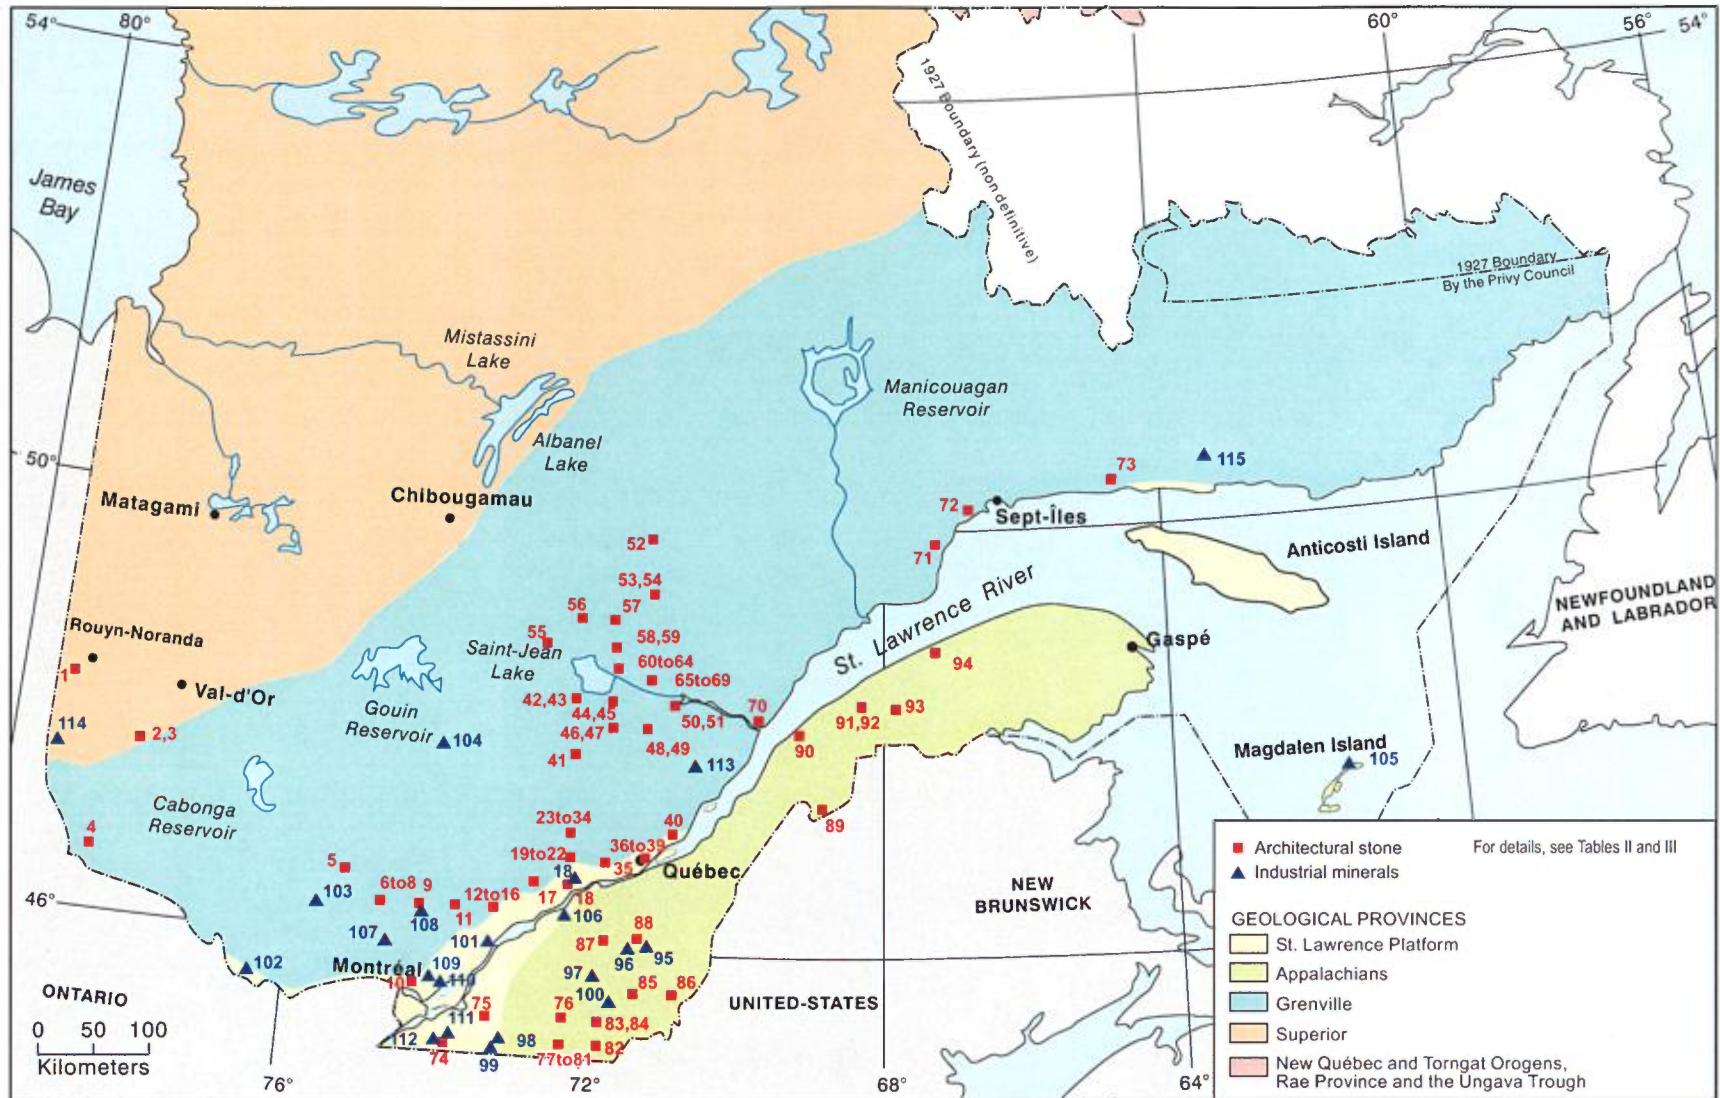 54°
80°
60°
56°
54°
1927 Boundary (non definitive)
James
Bay
1927 Boundary
By the Privy Council
Mistassini
Lake
Manicouagan
Reservoir
Albanel
Lake
50°
73
115
Matagami
Chibougamau
72
Sept-Îles
52
71
Anticosti Island
53,54
St. Lawrence River
NEWFOUNDLAND
AND LABRADOR
56
57
Rouyn-Noranda
55
58,59
Gaspé
Saint-Jean
Lake
1
60to64
94
65to69
Val-d'Or
42,43
44,45
50,51
70
Gouin
Reservoir
91,92
93
114
2,3
104
46,47
48,49
90
Magdalen Island
41
113
105
Cabonga
Reservoir
23to34
40
89
4
36to39
19to22
35
5
18
Québec
6to8
9
12to16
17
18
103
11
108
106
46°
NEW
BRUNSWICK
107
101
87
88
96
95
102
Montréal
109
110
10
97
85
86
100
ONTARIO
75
76
UNITED-STATES
83,84
111
112
74
98
99
77to81
82
0 50 100
Kilometers
76°
72°
68°
64°
Architectural stone
For details, see Tables II and III
Industrial minerals
GEOLOGICAL PROVINCES
St. Lawrence Platform
Appalachians
Grenville
Superior
New Québec and Torngat Orogens,
Rae Province and the Ungava Trough